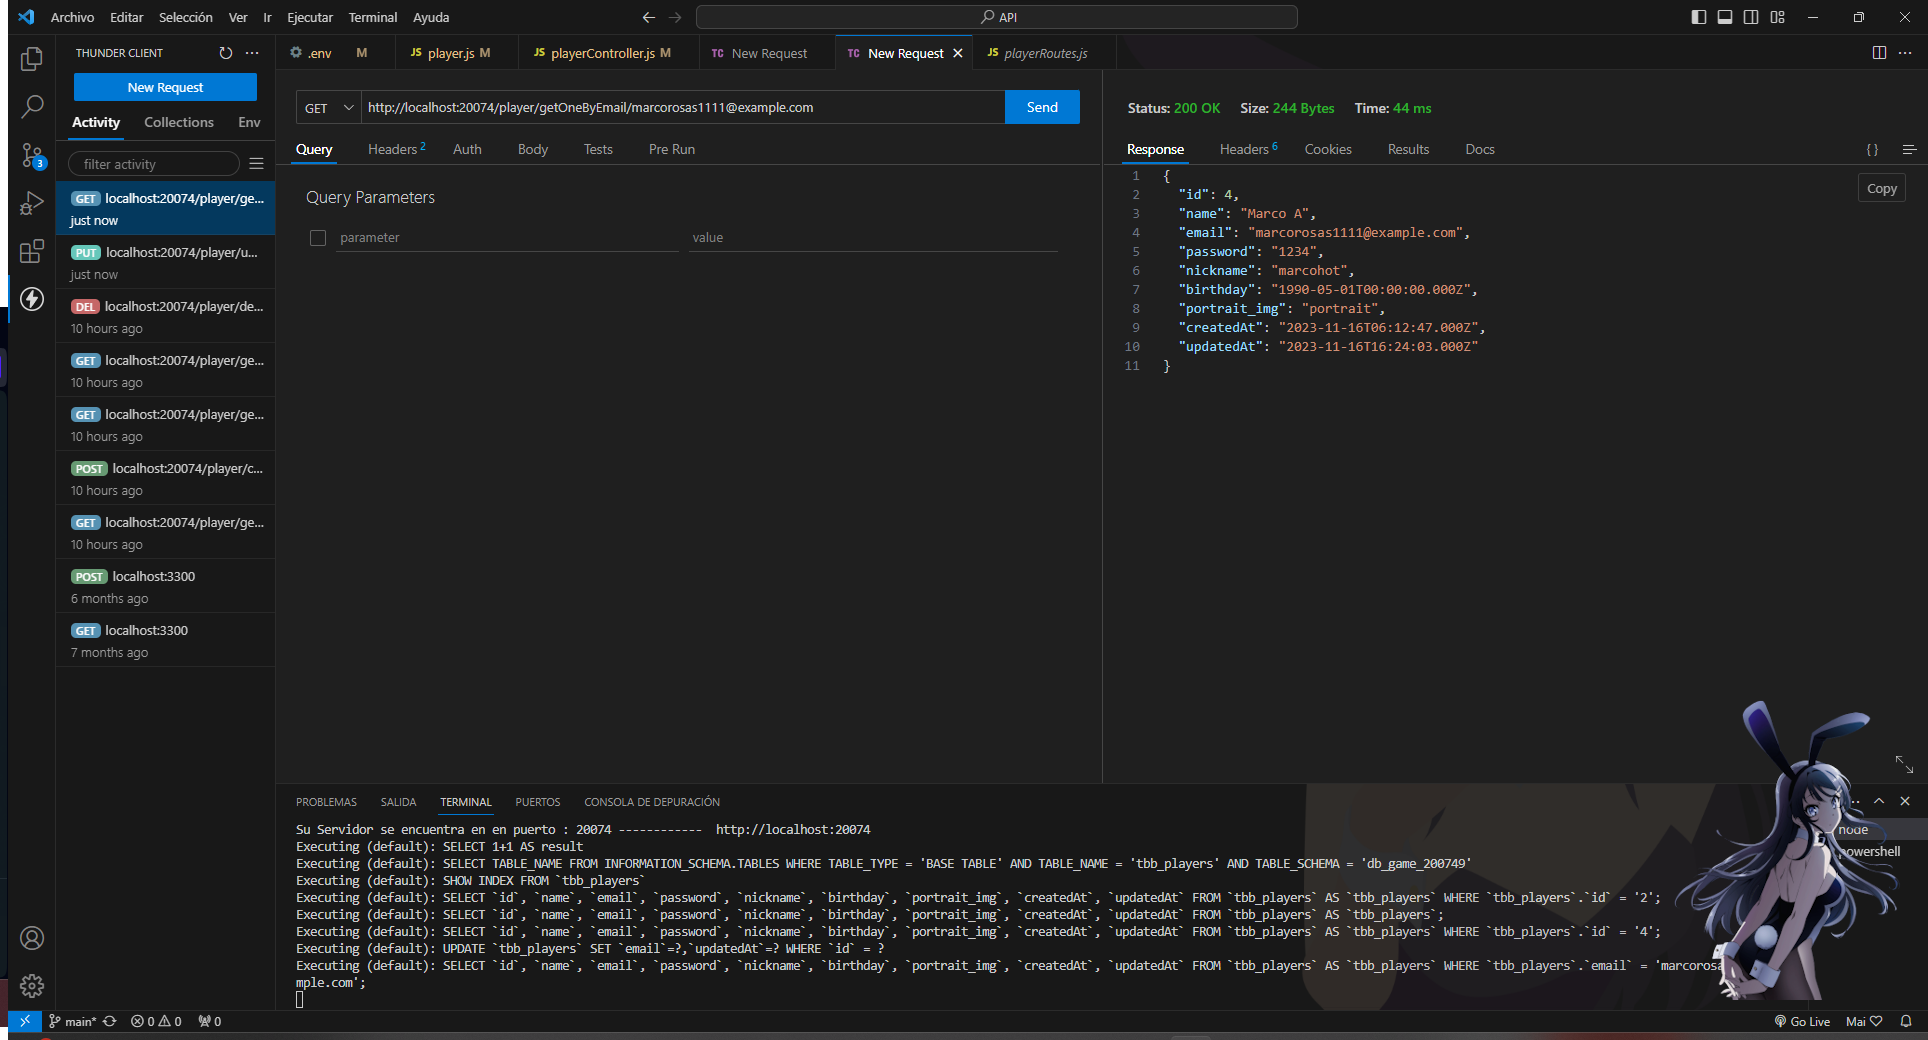 Archivo Editar Selección Ver Ir Ejecutar Terminal Ayuda
API
THUNDER CLIENT
New Request
Activity Collections Env
filter activity
GET localhost:20074/player/ge...
just now
PUT localhost:20074/player/u...
just now
DEL localhost:20074/player/de...
10 hours ago
GET localhost:20074/player/ge...
10 hours ago
GET localhost:20074/player/ge...
10 hours ago
POST localhost:20074/player/c...
10 hours ago
GET localhost:20074/player/ge...
10 hours ago
POST localhost:3300
6 months ago
GET localhost:3300
7 months ago
3
.env M
JS player.js M
JS playerController.js M
TC New Request
TC New Request
JS playerRoutes.js
GET http://localhost:20074/player/getOneByEmail/marcorosas1111@example.com Send
Query Headers 2 Auth Body Tests Pre Run
Query Parameters
parameter value
Status: 200 OK Size: 244 Bytes Time: 44 ms
Response Headers 6 Cookies Results Docs { }
Copy
1 {
2 "id": 4,
3 "name": "Marco A",
4 "email": "marcorosas1111@example.com",
5 "password": "1234",
6 "nickname": "marcohot",
7 "birthday": "1990-05-01T00:00:00.000Z",
8 "portrait_img": "portrait",
9 "createdAt": "2023-11-16T06:12:47.000Z",
10 "updatedAt": "2023-11-16T16:24:03.000Z"
11 }
PROBLEMAS SALIDA TERMINAL PUERTOS CONSOLA DE DEPURACIÓN
Su Servidor se encuentra en en puerto : 20074 ------------ http://localhost:20074
Executing (default): SELECT 1+1 AS result
Executing (default): SELECT TABLE_NAME FROM INFORMATION_SCHEMA.TABLES WHERE TABLE_TYPE = 'BASE TABLE' AND TABLE_NAME = 'tbb_players' AND TABLE_SCHEMA = 'db_game_200749'
Executing (default): SHOW INDEX FROM `tbb_players`
Executing (default): SELECT `id`, `name`, `email`, `password`, `nickname`, `birthday`, `portrait_img`, `createdAt`, `updatedAt` FROM `tbb_players` AS `tbb_players` WHERE `tbb_players`.`id` = '2';
Executing (default): SELECT `id`, `name`, `email`, `password`, `nickname`, `birthday`, `portrait_img`, `createdAt`, `updatedAt` FROM `tbb_players` AS `tbb_players`;
Executing (default): SELECT `id`, `name`, `email`, `password`, `nickname`, `birthday`, `portrait_img`, `createdAt`, `updatedAt` FROM `tbb_players` AS `tbb_players` WHERE `tbb_players`.`id` = '4';
Executing (default): UPDATE `tbb_players` SET `email`=?,`updatedAt`=? WHERE `id` = ?
Executing (default): SELECT `id`, `name`, `email`, `password`, `nickname`, `birthday`, `portrait_img`, `createdAt`, `updatedAt` FROM `tbb_players` AS `tbb_players` WHERE `tbb_players`.`email` = 'marcorosa
mple.com';
node
powershell
main* 0 0 0
Go Live Mai